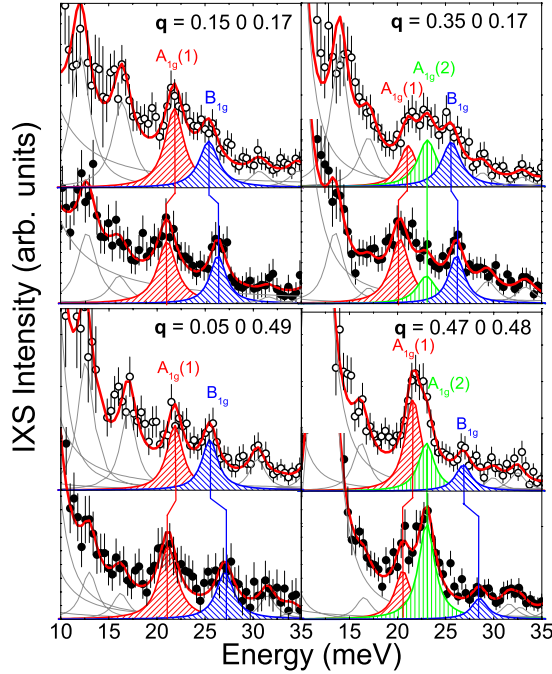 q = 0.15 0 0.17
A1g(1)
B1g
q = 0.35 0 0.17
A1g(1)
A1g(2)
B1g
q = 0.05 0 0.49
A1g(1)
B1g
q = 0.47 0 0.48
A1g(1)
A1g(2)
B1g
IXS Intensity (arb. units)
10 15 20 25 30 35 15 20 25 30 35
Energy (meV)